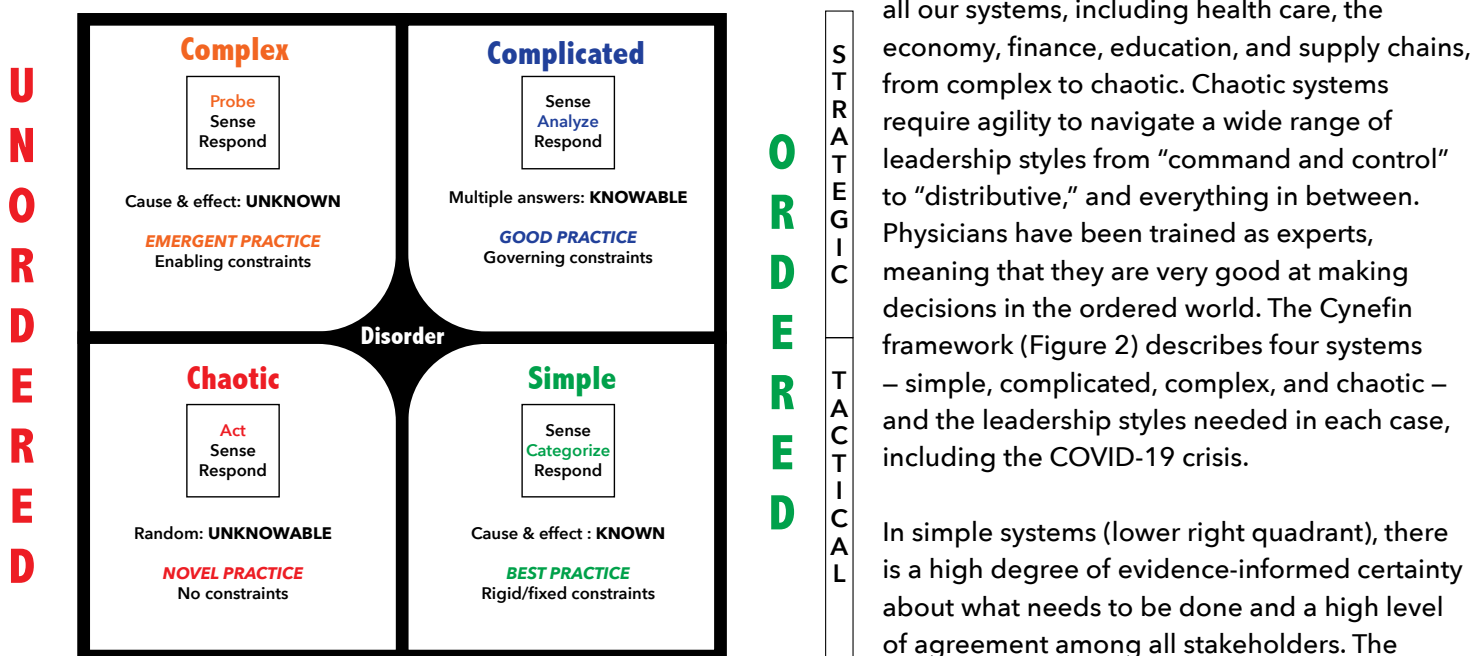 UNORDERED
Complex
Probe
Sense
Respond
Cause & effect: UNKNOWN
EMERGENT PRACTICE
Enabling constraints
Complicated
Sense
Analyze
Respond
Multiple answers: KNOWABLE
GOOD PRACTICE
Governing constraints
Disorder
Chaotic
Act
Sense
Respond
Random: UNKNOWABLE
NOVEL PRACTICE
No constraints
Simple
Sense
Categorize
Respond
Cause & effect : KNOWN
BEST PRACTICE
Rigid/fixed constraints
ORDERED
STRATEGIC
TACTICAL
all our systems, including health care, the
economy, finance, education, and supply chains,
from complex to chaotic. Chaotic systems
require agility to navigate a wide range of
leadership styles from “command and control”
to “distributive,” and everything in between.
Physicians have been trained as experts,
meaning that they are very good at making
decisions in the ordered world. The Cynefin
framework (Figure 2) describes four systems
– simple, complicated, complex, and chaotic –
and the leadership styles needed in each case,
including the COVID-19 crisis.
In simple systems (lower right quadrant), there
is a high degree of evidence-informed certainty
about what needs to be done and a high level
of agreement among all stakeholders. The